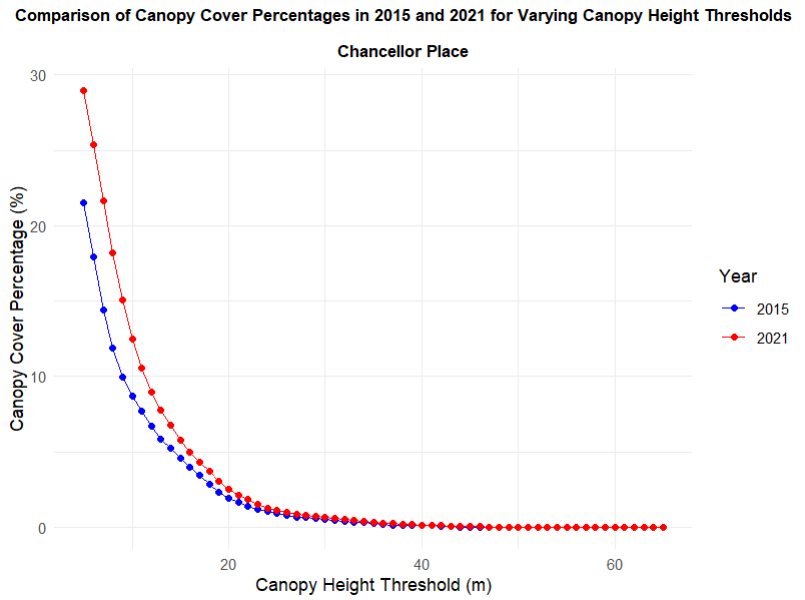 Comparison of Canopy Cover Percentages in 2015 and 2021 for Varying Canopy Height Thresholds
Chancellor Place
30
20
10
0
Canopy Cover Percentage (%)
20
40
60
Canopy Height Threshold (m)
Year
2015
2021